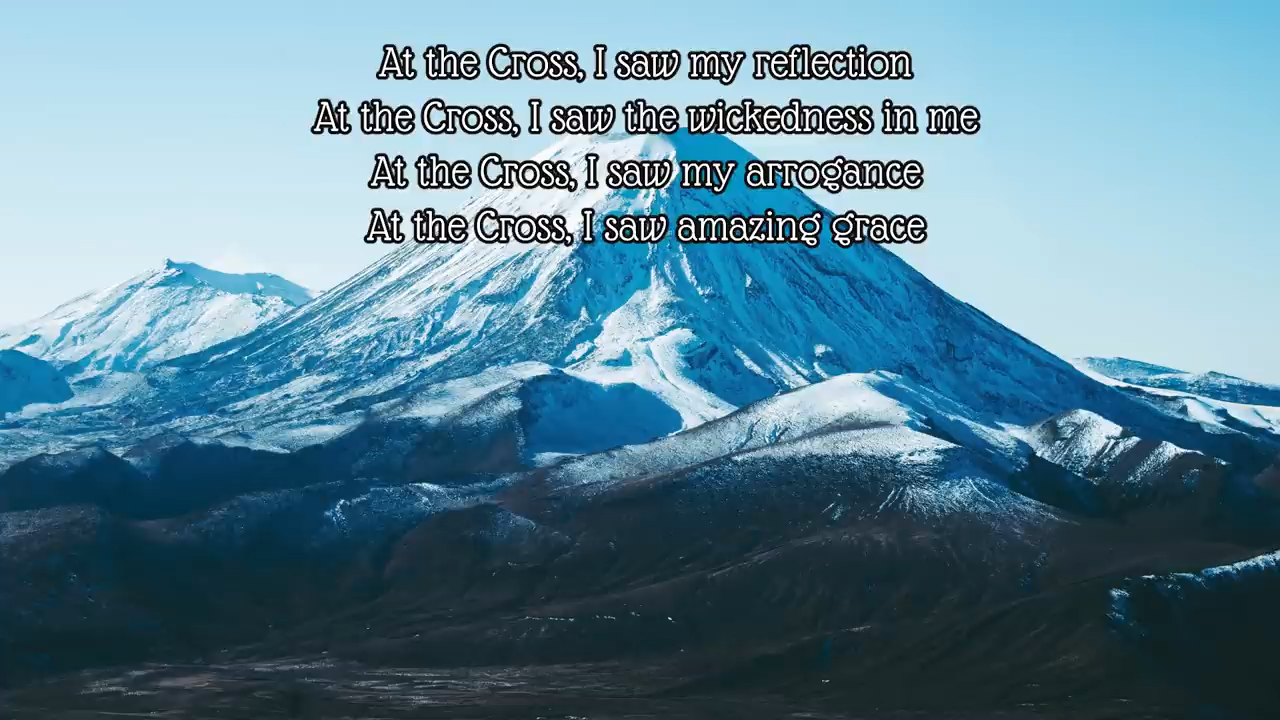 At the Cross, I saw my reflection
At the Cross, I saw the wickedness in me
At the Cross, I saw my arrogance
At the Cross, I saw amazing grace